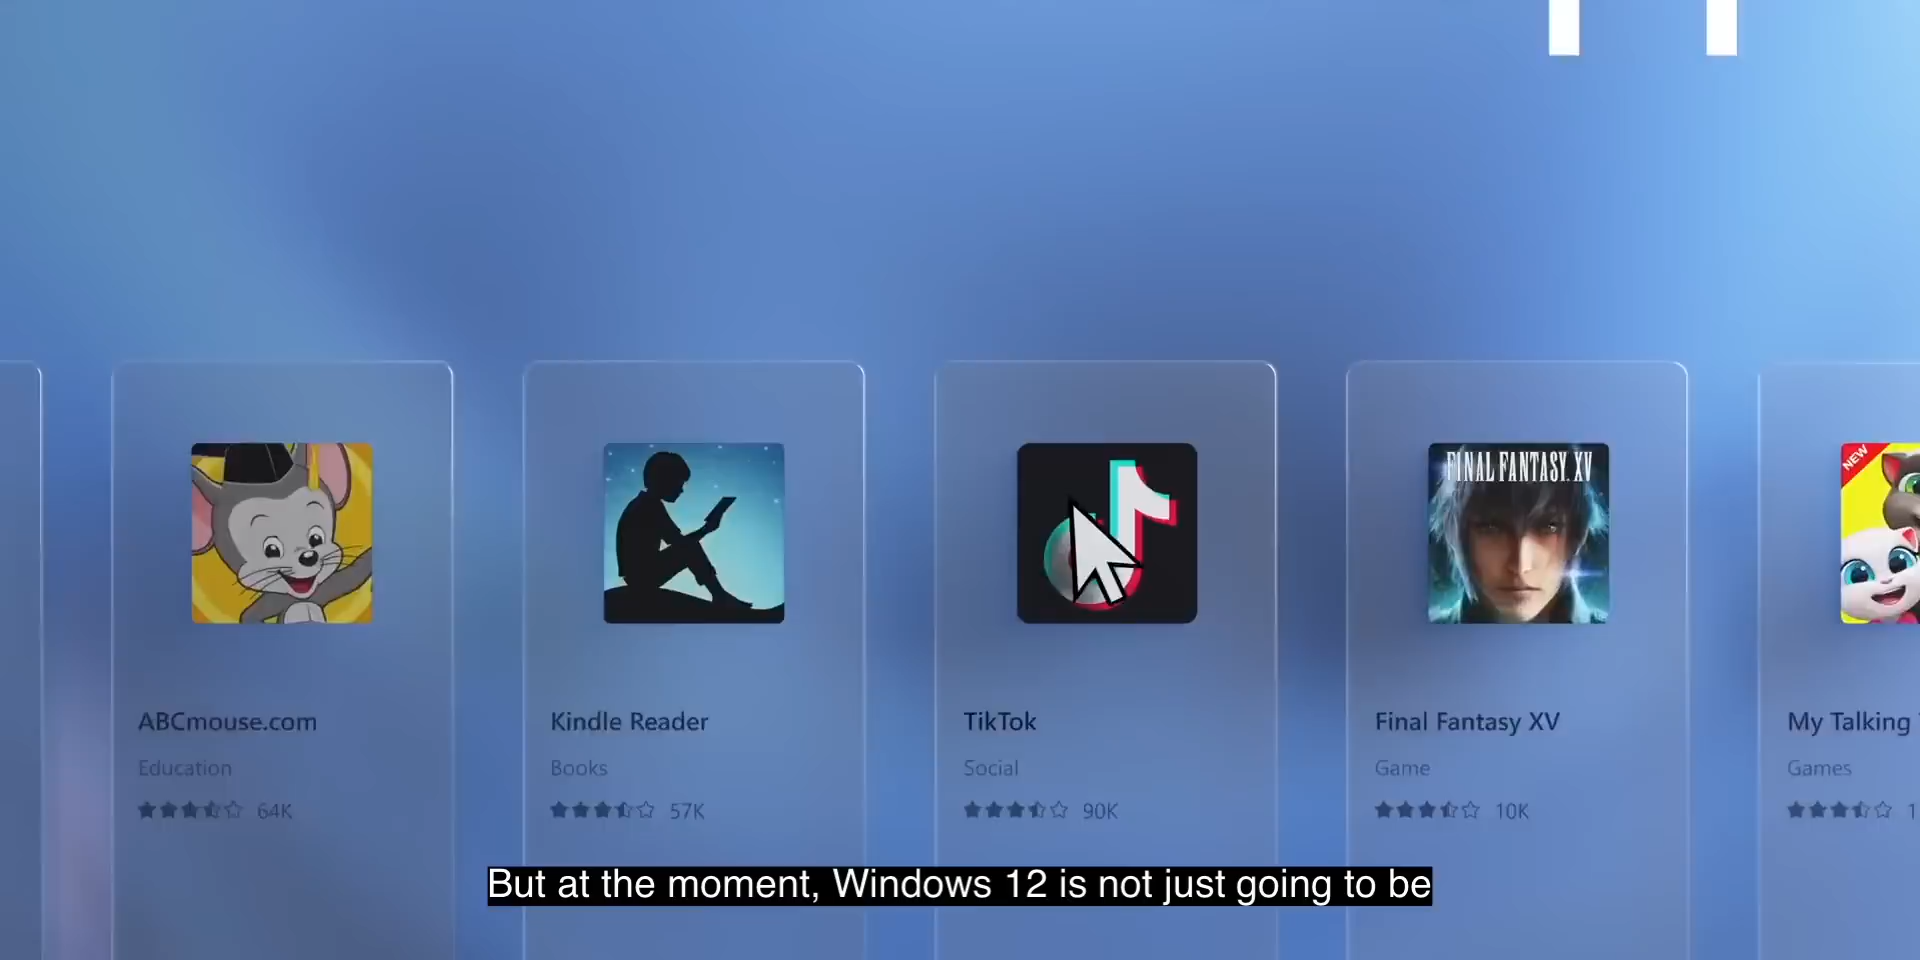 FINAL FANTASY XV
NEW
ABCmouse.com
Kindle Reader
TikTok
Final Fantasy XV
My Talking
Education
Books
Social
Game
Games
64K
57K
90K
10K
1
But at the moment, Windows 12 is not just going to be